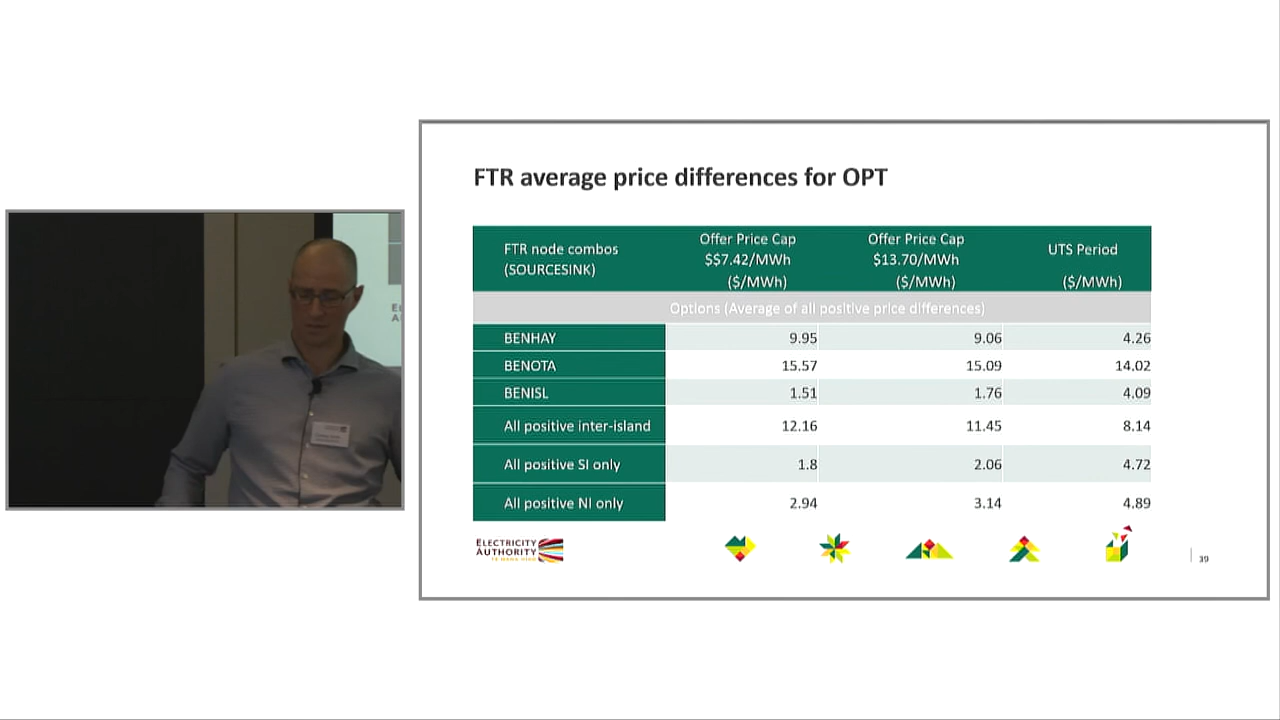 FTR average price differences for OPT
FTR node combos
(SOURCESINK)
Offer Price Cap
$$7.42/MWh
($/MWh)
Offer Price Cap
$13.70/MWh
($/MWh)
UTS Period
($/MWh)
Options (Average of all positive price differences)
BENHAY 9.95 9.06 4.26
BENOTA 15.57 15.09 14.02
BENISL 1.51 1.76 4.09
All positive inter-island 12.16 11.45 8.14
All positive SI only 1.8 2.06 4.72
All positive NI only 2.94 3.14 4.89
ELECTRICITY
AUTHORITY
TE MANA HIKO
39